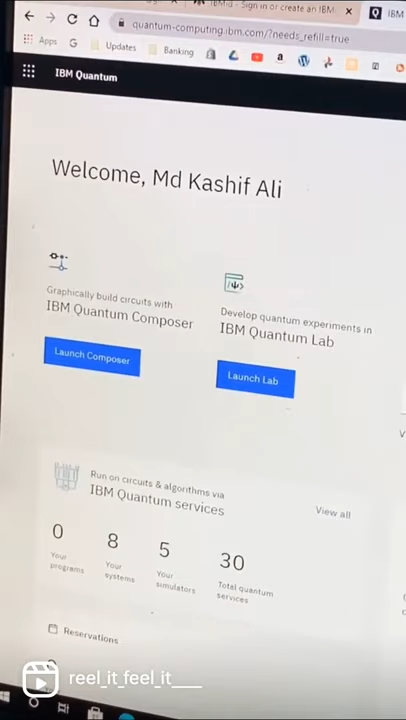 IBMid - Sign in or create an IBM
IBM
quantum-computing.ibm.com/?needs_refill=true
Apps
Updates
Banking
IBM Quantum
Welcome, Md Kashif Ali
Graphically build circuits with
IBM Quantum Composer
Launch Composer
Develop quantum experiments in
IBM Quantum Lab
Launch Lab
Run on circuits & algorithms via
IBM Quantum services
View all
0
Your
programs
8
Your
systems
5
Your
simulators
30
Total quantum
services
Reservations
reel_it_feel_it____